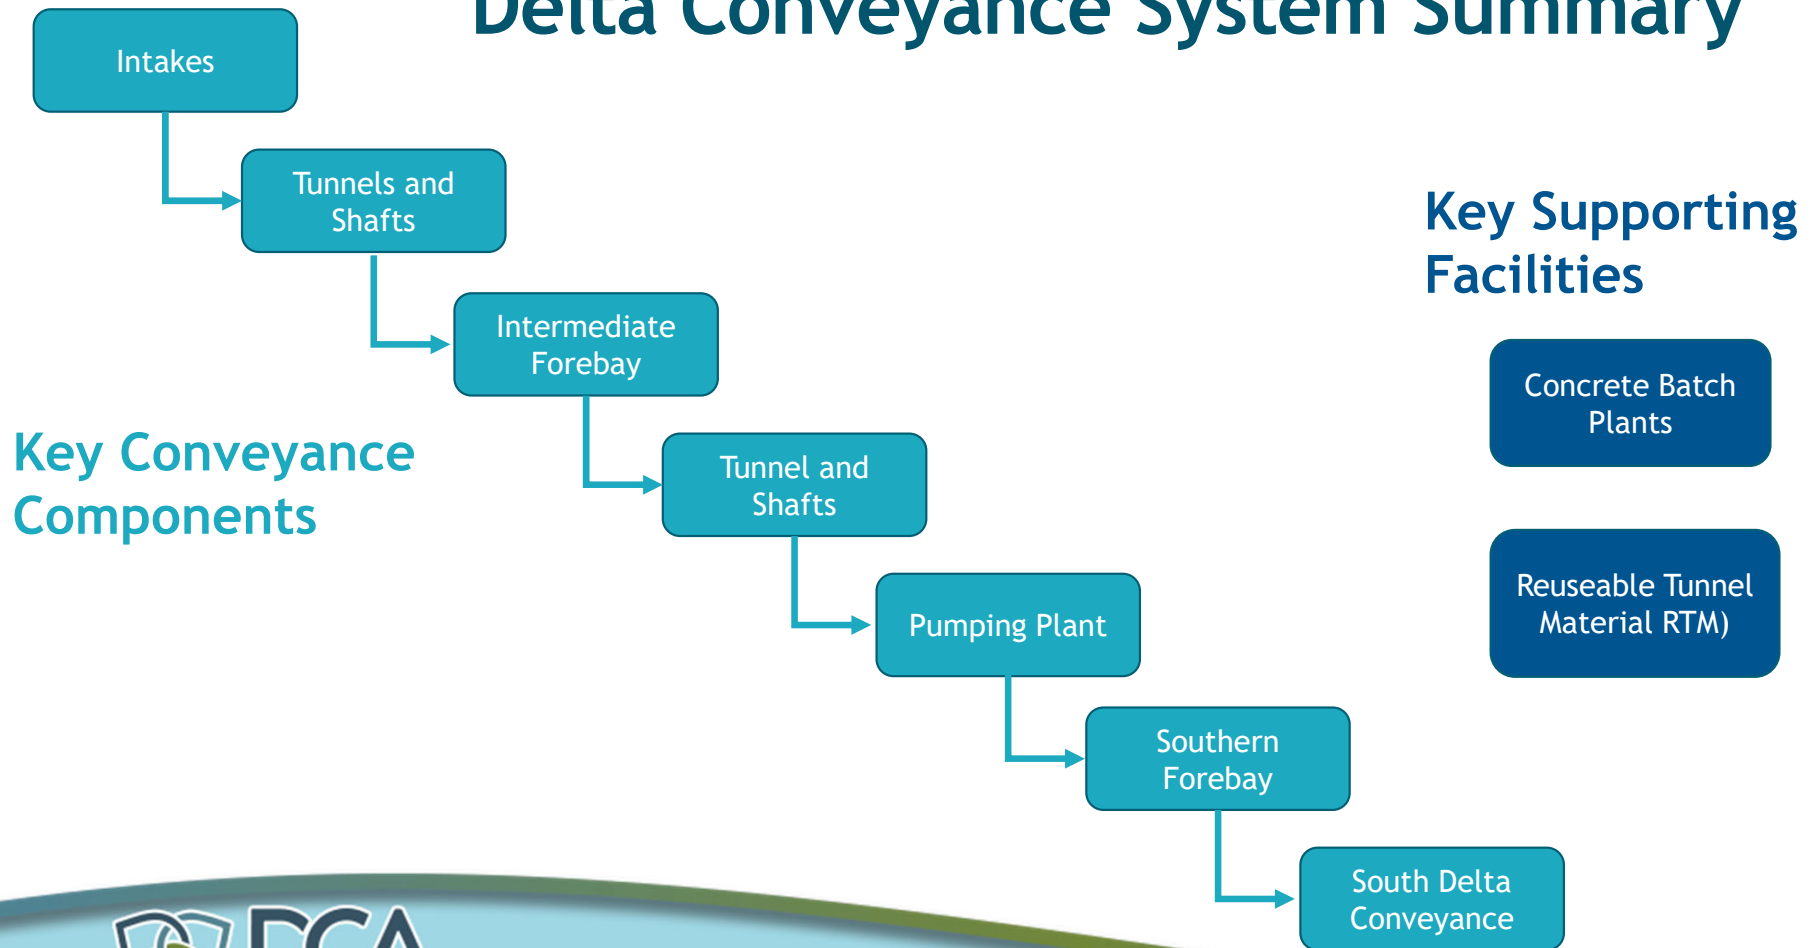 Delta Conveyance System Summary
Intakes
Tunnels and
Shafts
Intermediate
Forebay
Key Conveyance
Components
Tunnel and
Shafts
Pumping Plant
Southern
Forebay
South Delta
Conveyance
Key Supporting
Facilities
Concrete Batch
Plants
Reuseable Tunnel
Material RTM)
DCA